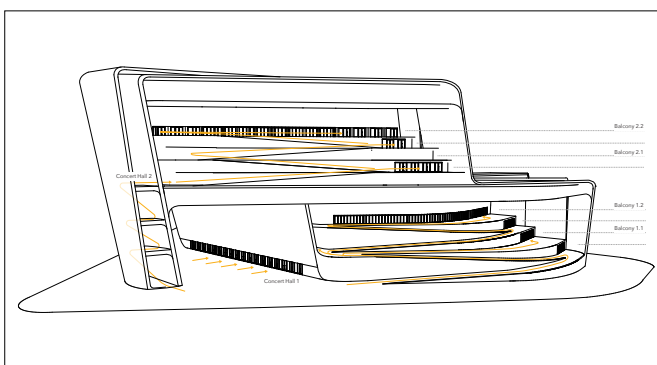 Balcony 2.2
Balcony 2.1
Concert Hall 2
Balcony 1.2
Balcony 1.1
Concert Hall 1